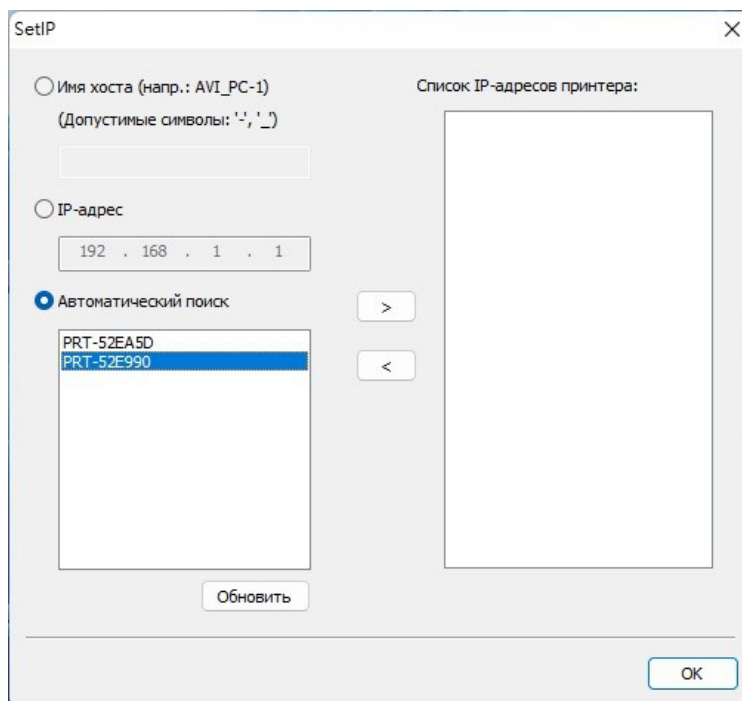 SetIP
Имя хоста (напр.: AVI_PC-1)
(Допустимые символы: '-', '_')
IP-адрес
192 . 168 . 1 . 1
Автоматический поиск
PRT-52EA5D
PRT-52E990
Обновить
>
<
Список IP-адресов принтера:
OK